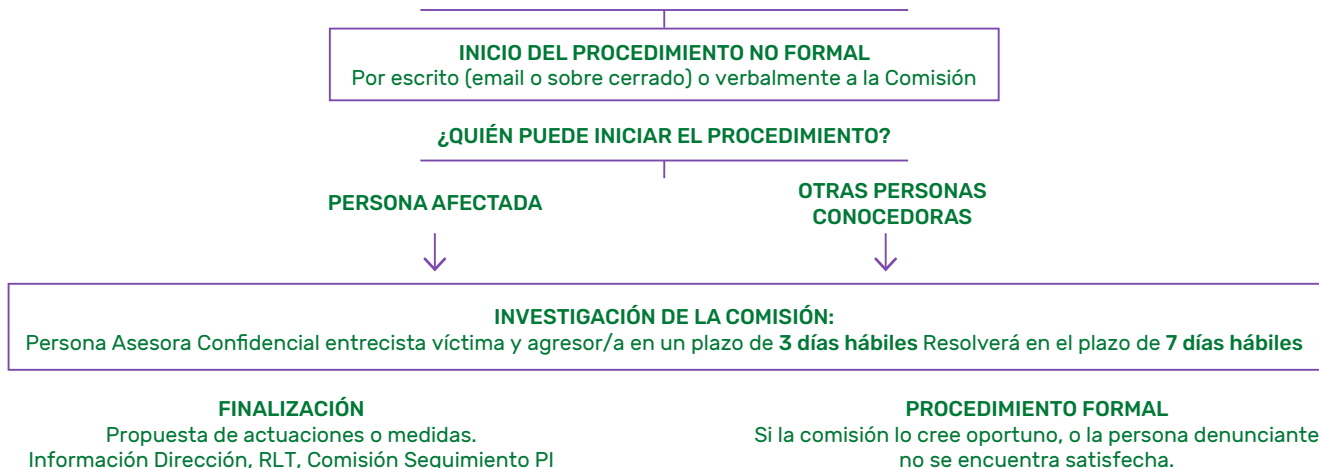 INICIO DEL PROCEDIMIENTO NO FORMAL
Por escrito (email o sobre cerrado) o verbalmente a la Comisión
¿QUIÉN PUEDE INICIAR EL PROCEDIMIENTO?
PERSONA AFECTADA
OTRAS PERSONAS
CONOCEDORAS
INVESTIGACIÓN DE LA COMISIÓN:
Persona Asesora Confidencial entrecista víctima y agresor/a en un plazo de 3 días hábiles Resolverá en el plazo de 7 días hábiles
FINALIZACIÓN
Propuesta de actuaciones o medidas.
Información Dirección, RLT, Comisión Seguimiento PI
PROCEDIMIENTO FORMAL
Si la comisión lo cree oportuno, o la persona denunciante
no se encuentra satisfecha.